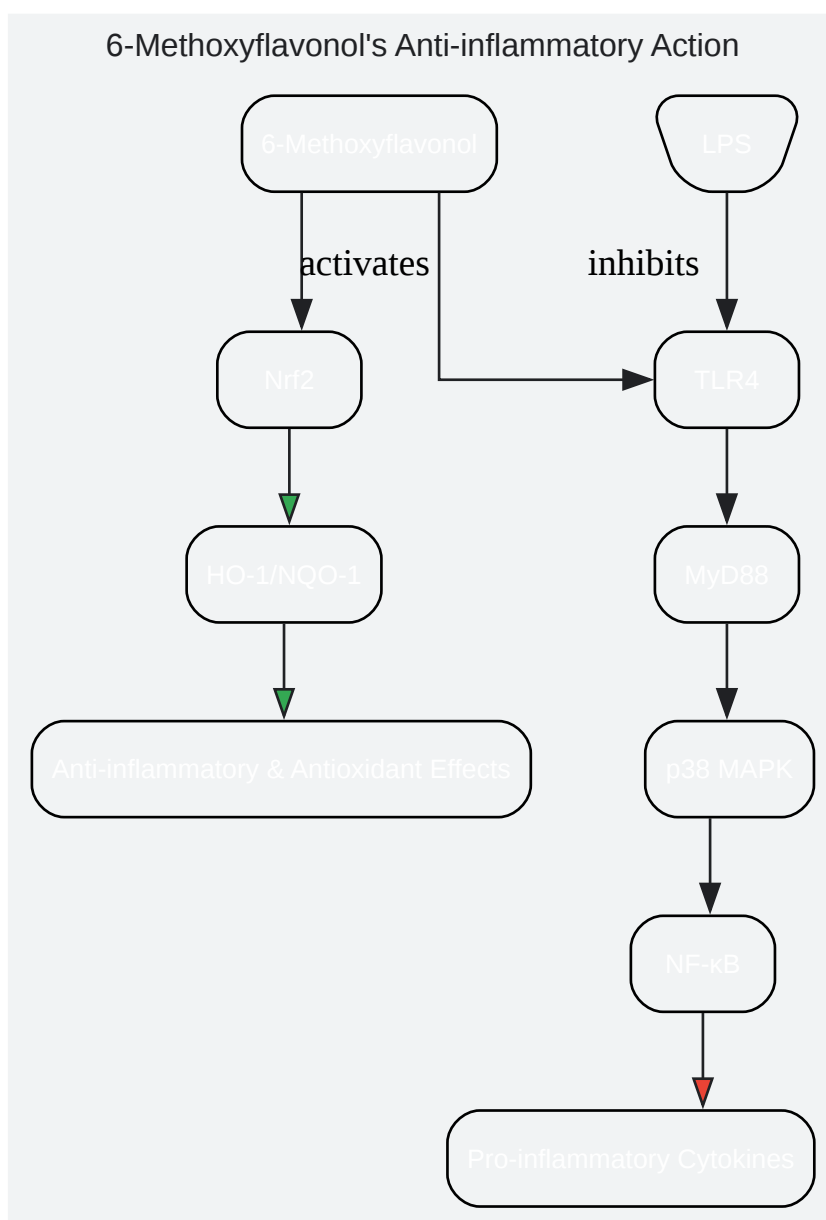 6-Methoxyflavonol's Anti-inflammatory Action
6-Methoxyflavonol
LPS
activates
inhibits
Nrf2
TLR4
HO-1/NQO-1
MyD88
Anti-inflammatory & Antioxidant Effects
p38 MAPK
NF-κB
Pro-inflammatory Cytokines